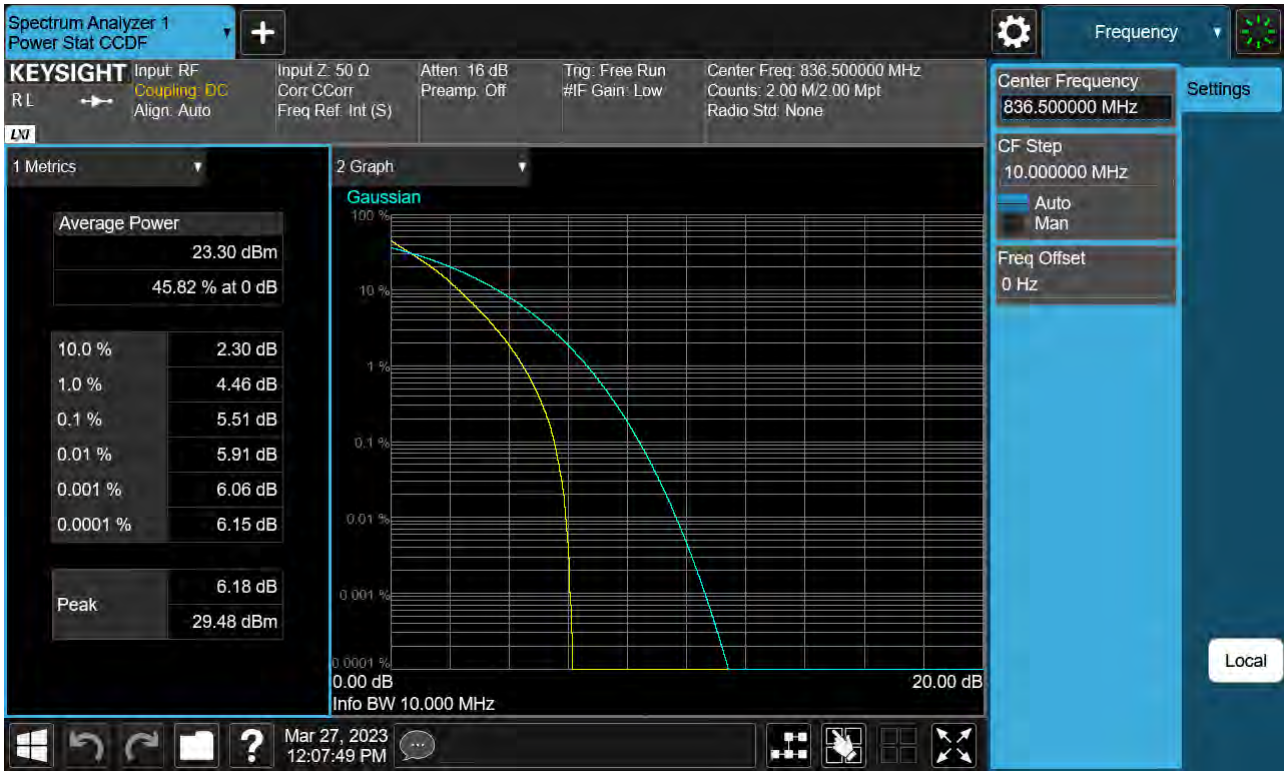 Spectrum Analyzer 1
Power Stat CCDF
Frequency
KEYSIGHT
RL
LXI
Input: RF
Coupling: DC
Align: Auto
Input Z: 50 Ω
Corr CCorr
Freq Ref: Int (S)
Atten: 16 dB
Preamp: Off
Trig: Free Run
#IF Gain: Low
Center Freq: 836.500000 MHz
Counts: 2.00 M/2.00 Mpt
Radio Std: None
1 Metrics
Average Power
23.30 dBm
45.82 % at 0 dB
10.0 % 2.30 dB
1.0 % 4.46 dB
0.1 % 5.51 dB
0.01 % 5.91 dB
0.001 % 6.06 dB
0.0001 % 6.15 dB
Peak
6.18 dB
29.48 dBm
2 Graph
Gaussian
100 %
10 %
1 %
0.1 %
0.01 %
0.001 %
0.0001 %
0.00 dB 20.00 dB
Info BW 10.000 MHz
Center Frequency
836.500000 MHz
CF Step
10.000000 MHz
Auto
Man
Freq Offset
0 Hz
Settings
Local
?
Mar 27, 2023
12:07:49 PM